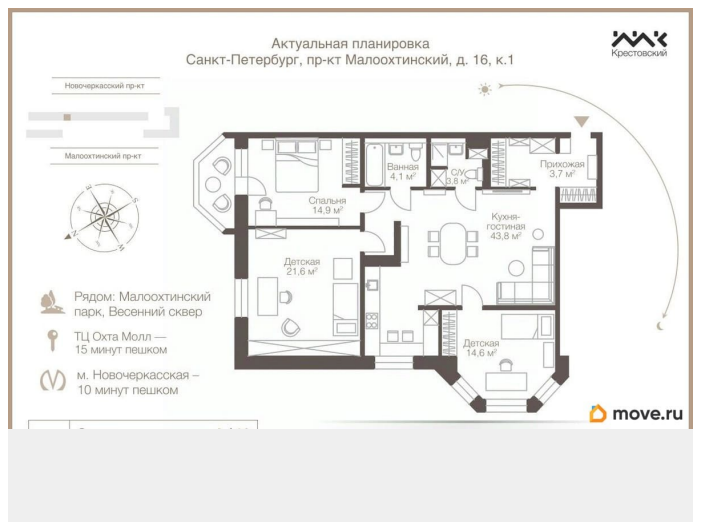 Актуальная планировка
Санкт-Петербург, пр-кт Малоохтинский, д. 16, к.1
Крестовский
Новочеркасский пр-кт
Малоохтинский пр-кт
Рядом: Малоохтинский
парк, Весенний сквер
ТЦ Охта Молл —
15 минут пешком
м. Новочеркасская –
10 минут пешком
Спальня
14,9 м²
Ванная
4,1 м²
С/У
3,8 м²
Прихожая
3,7 м²
Кухня-
гостиная
43,8 м²
Детская
21,6 м²
Детская
14,6 м²
move.ru